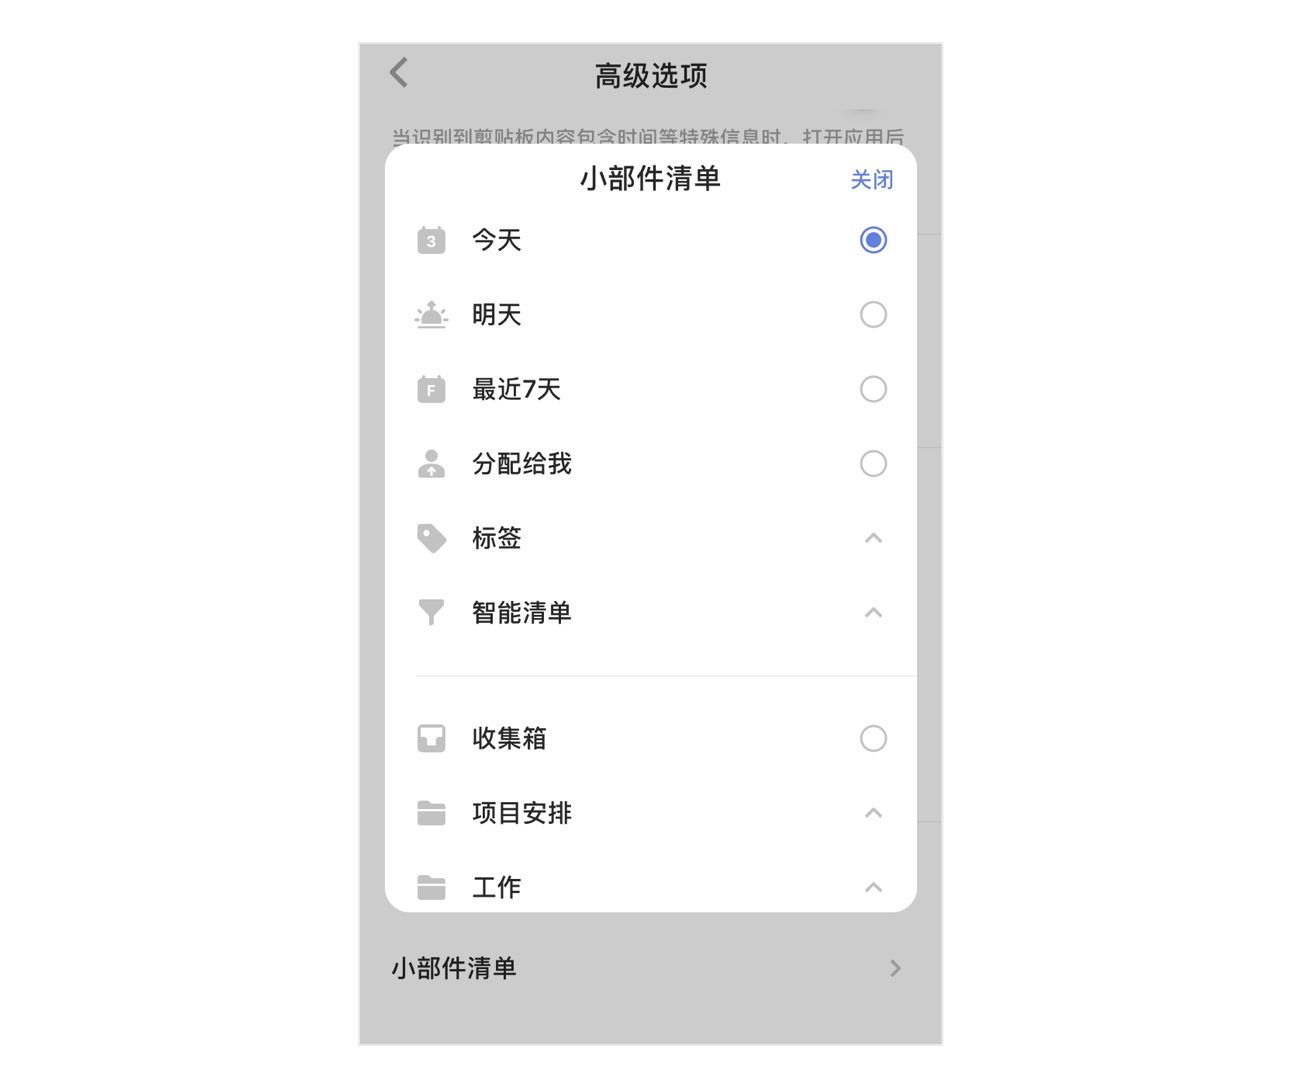 高级选项
当识别到剪贴板内容包含时间等特殊信息时，打开应用后
小部件清单
关闭
3
今天
明天
F
最近7天
分配给我
标签
智能清单
收集箱
项目安排
工作
小部件清单